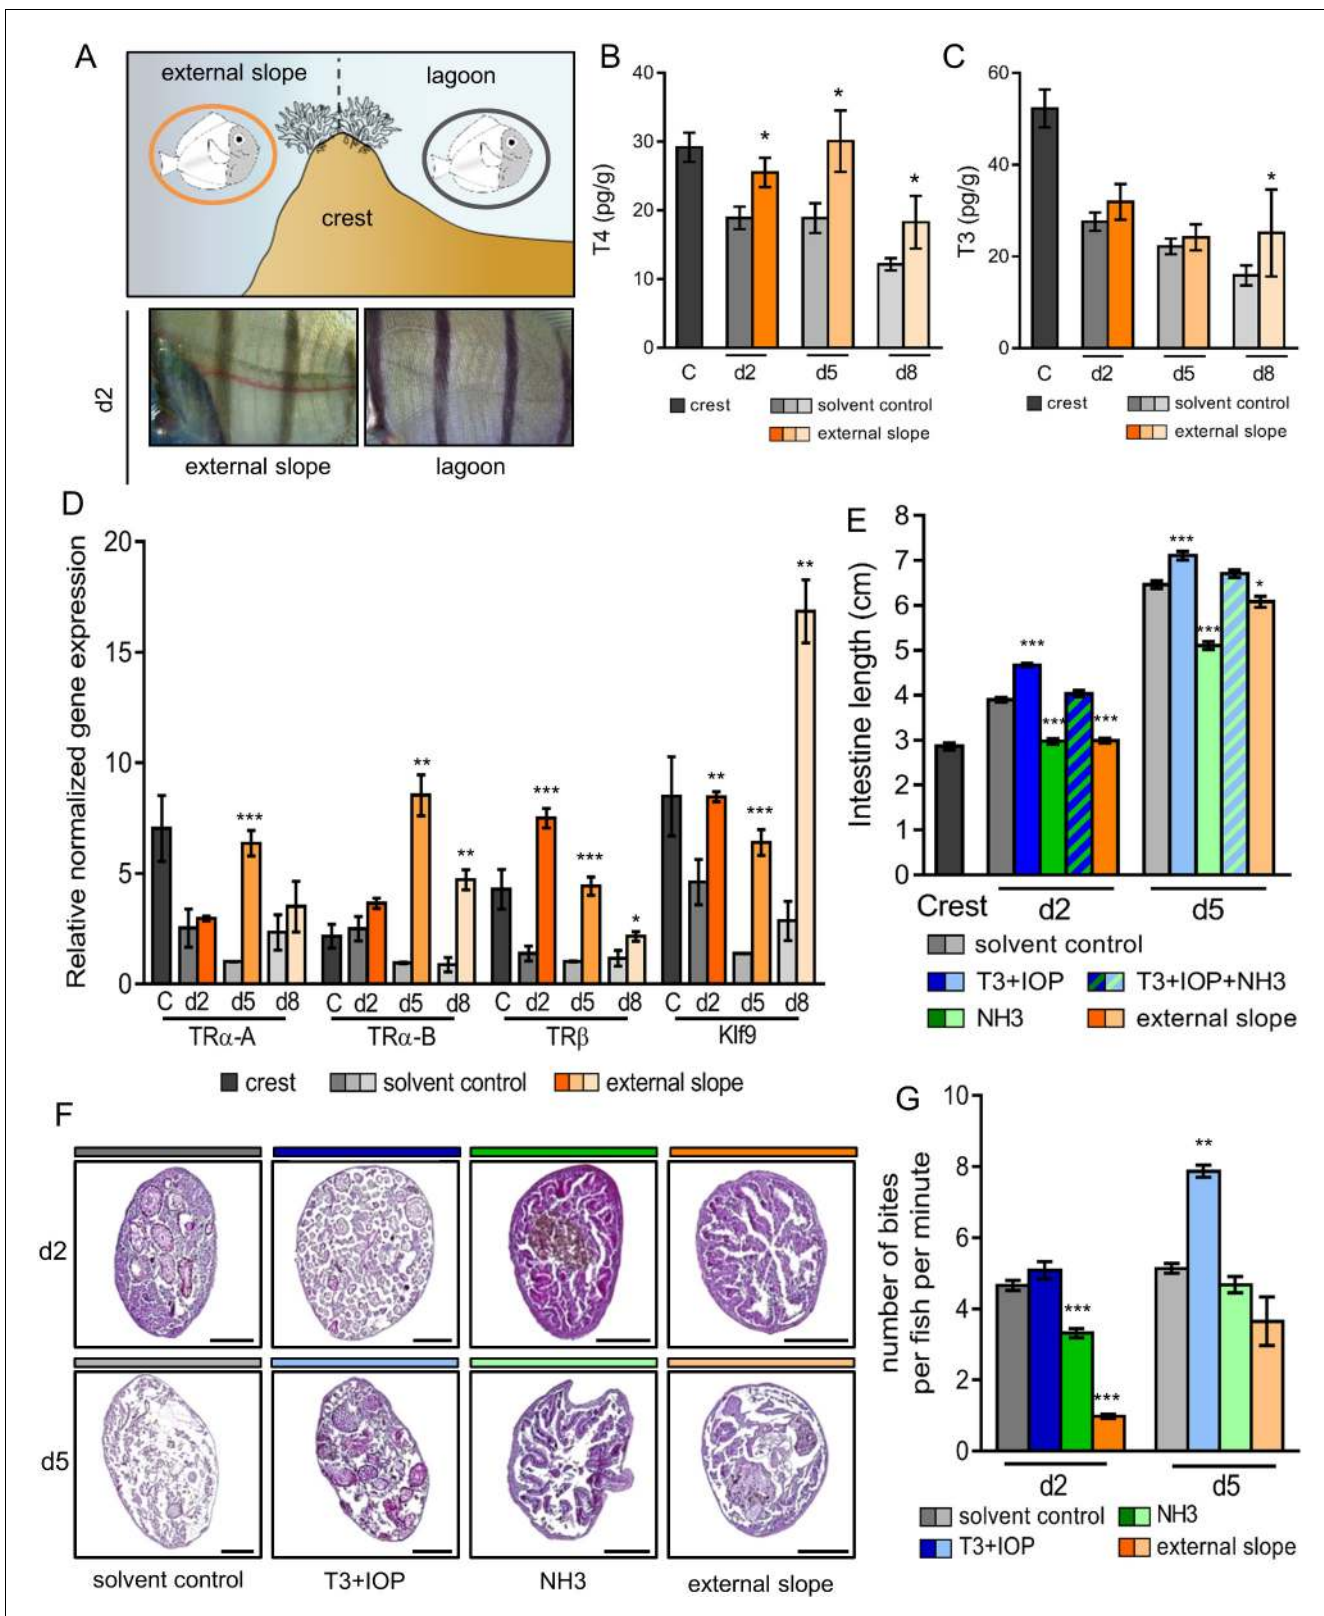 A
external slope
lagoon
crest
d2
external slope
lagoon
B
T4 (pg/g)
40
30
20
10
0
*
*
*
C
d2
d5
d8
crest
solvent control
external slope
C
T3 (pg/g)
60
40
20
0
*
C
d2
d5
d8
crest
solvent control
external slope
D
Relative normalized gene expression
20
15
10
5
0
***
**
**
***
***
*
**
***
**
C d2 d5 d8 C d2 d5 d8 C d2 d5 d8 C d2 d5 d8
TRα-A
TRα-B
TRβ
Klf9
crest
solvent control
external slope
E
Intestine length (cm)
8
7
6
5
4
3
2
1
0
***
***
***
***
***
*
Crest
d2
d5
solvent control
T3+IOP
T3+IOP+NH3
NH3
external slope
F
d2
d5
solvent control
T3+IOP
NH3
external slope
G
number of bites
per fish per minute
10
8
6
4
2
0
***
***
**
d2
d5
solvent control
NH3
T3+IOP
external slope